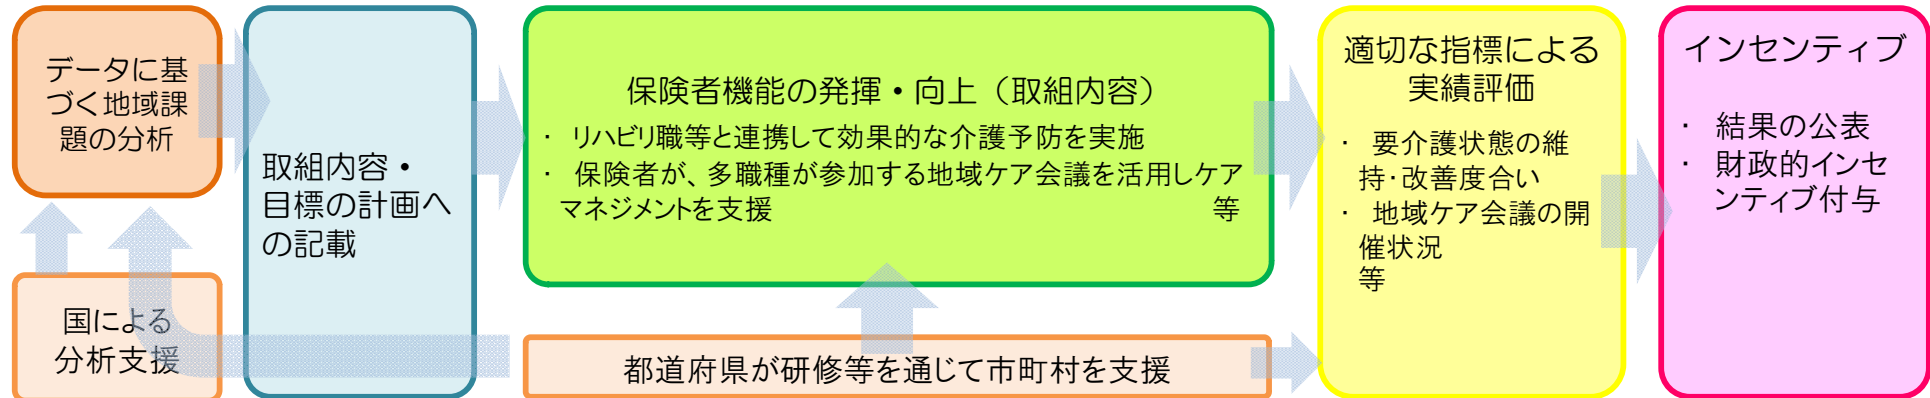 データに基
づく地域課
題の分析
国による
分析支援
取組内容・
目標の計画へ
の記載
保険者機能の発揮・向上（取組内容）
・ リハビリ職等と連携して効果的な介護予防を実施
・ 保険者が、多職種が参加する地域ケア会議を活用しケア
マネジメントを支援 等
都道府県が研修等を通じて市町村を支援
適切な指標による
実績評価
・ 要介護状態の維
持・改善度合い
・ 地域ケア会議の開
催状況
等
インセンティブ
・ 結果の公表
・ 財政的インセ
ンティブ付与